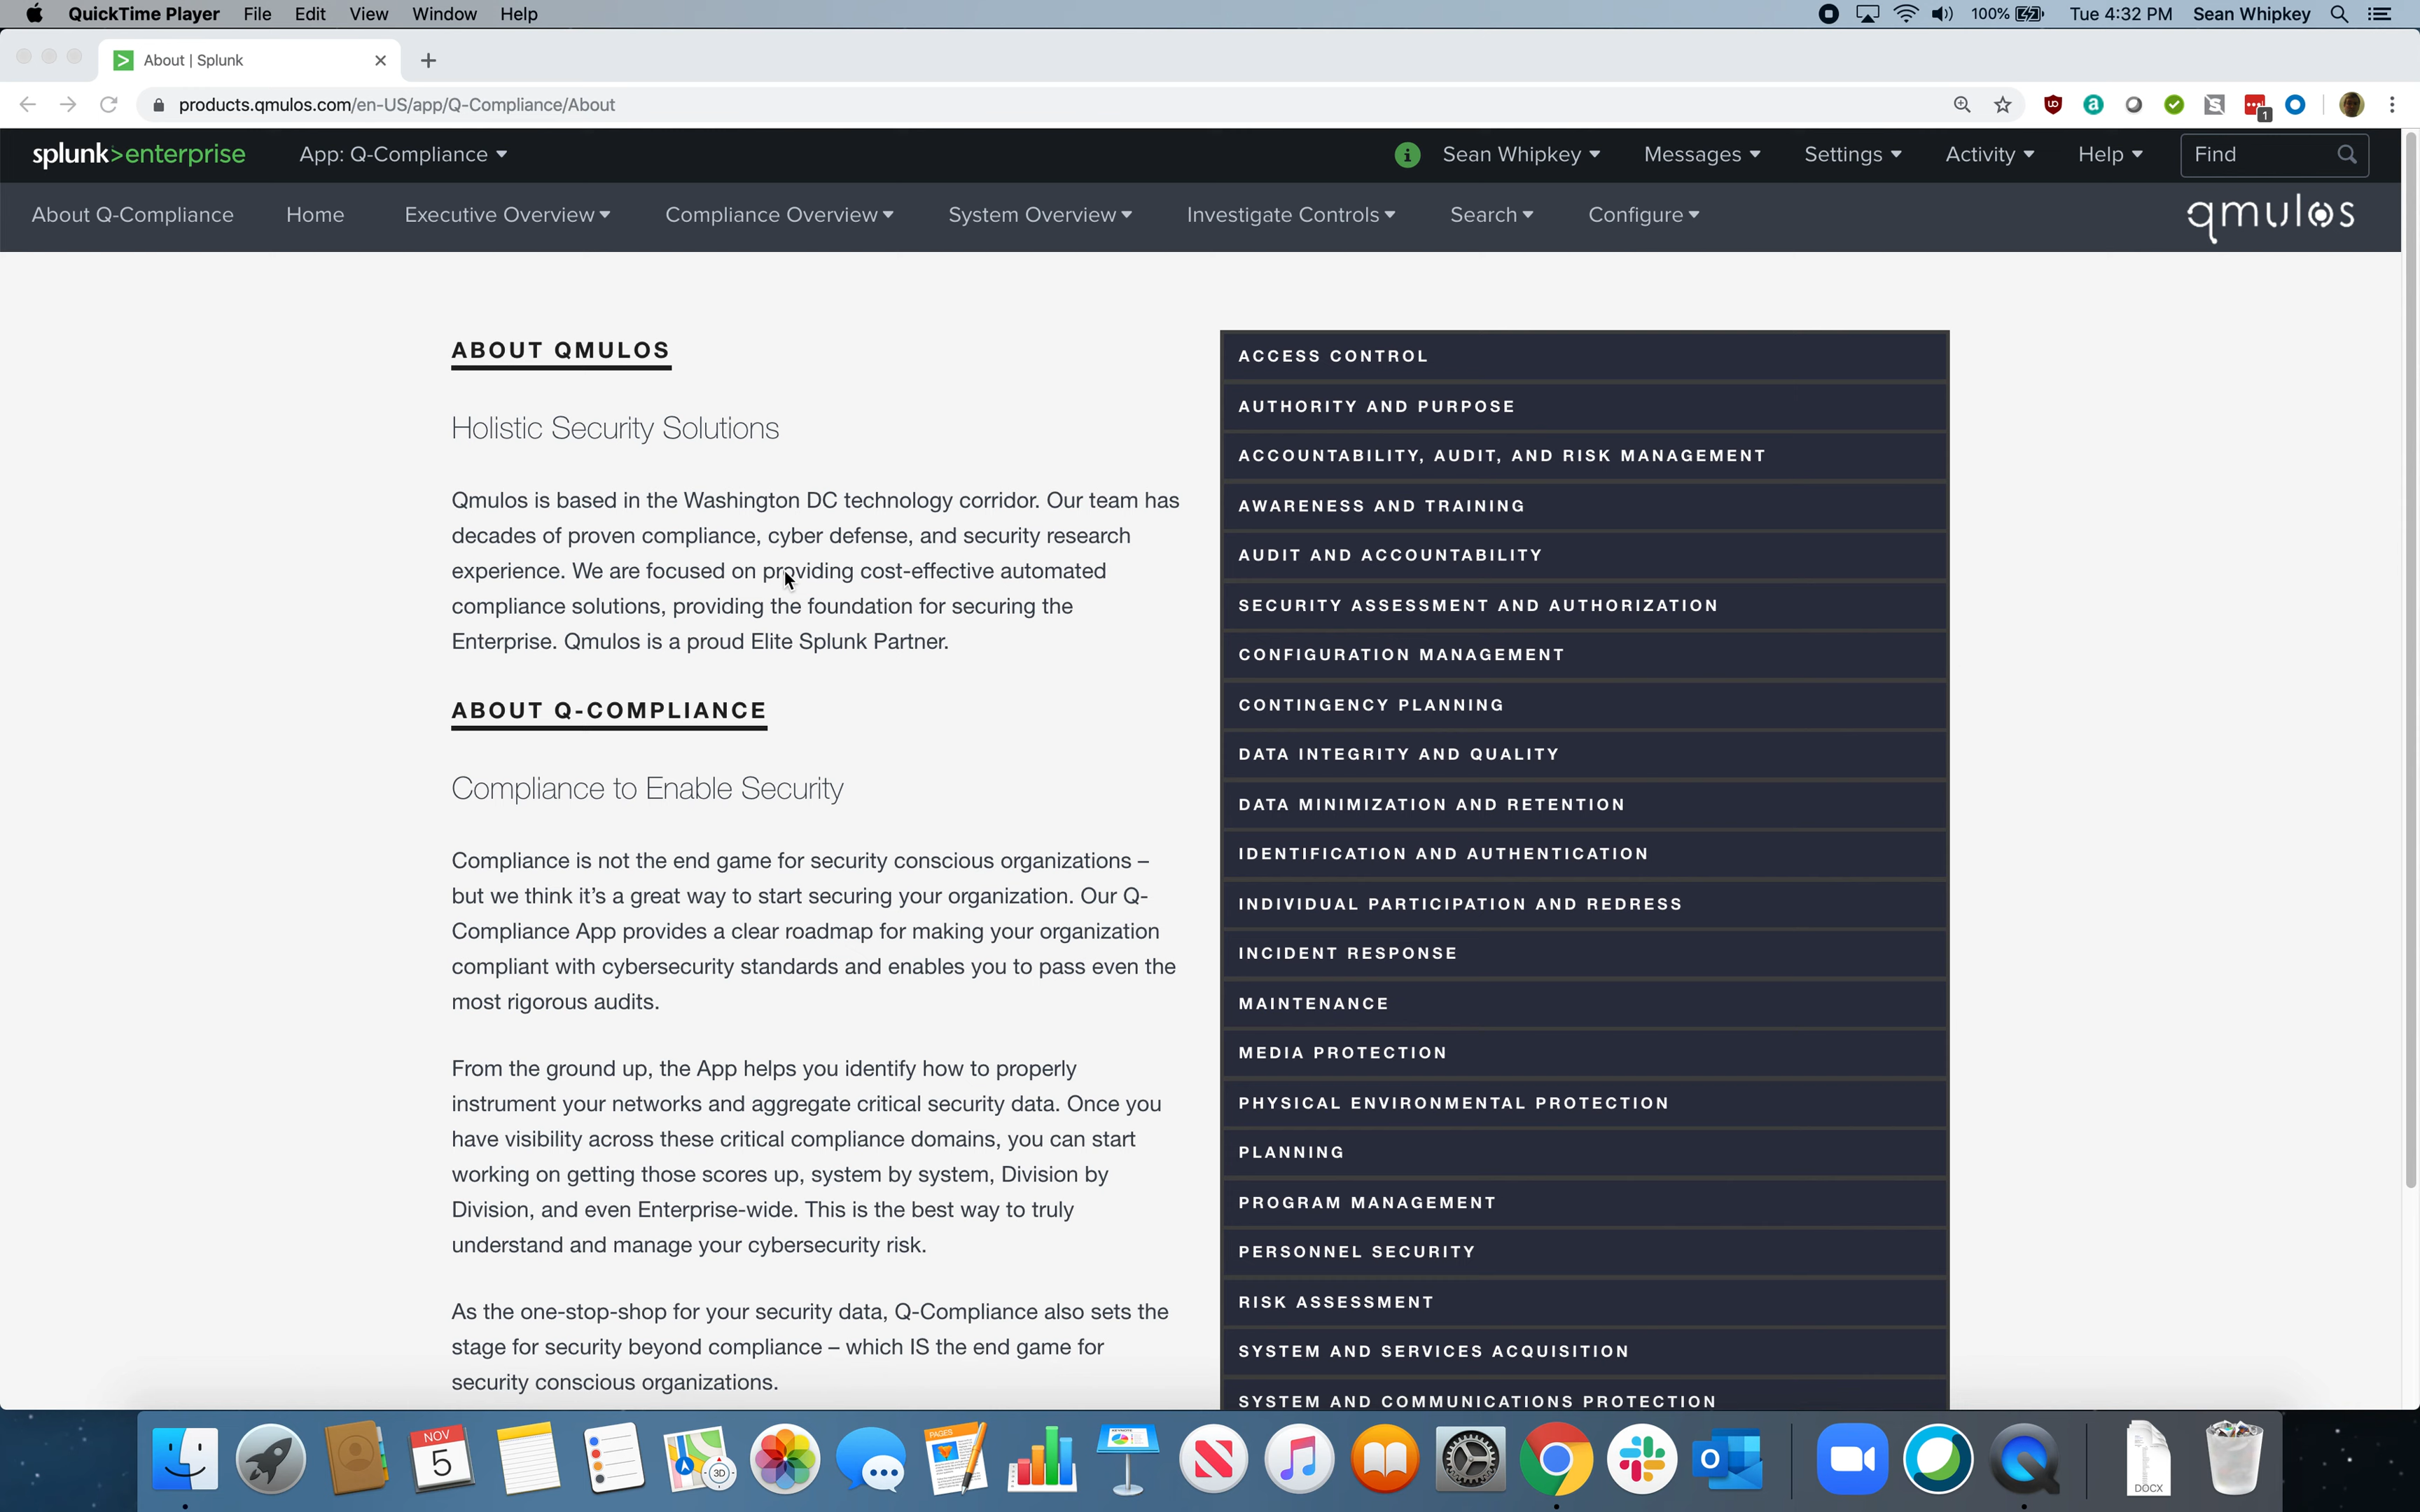 QuickTime Player File Edit View Window Help 100% Tue 4:32 PM Sean Whipkey
About | Splunk
products.qmulos.com/en-US/app/Q-Compliance/About
1
splunk>enterprise App: Q-Compliance i Sean Whipkey Messages Settings Activity Help Find
About Q-Compliance Home Executive Overview Compliance Overview System Overview Investigate Controls Search Configure qmulos
ABOUT QMULOS
Holistic Security Solutions
Qmulos is based in the Washington DC technology corridor. Our team has
decades of proven compliance, cyber defense, and security research
experience. We are focused on providing cost-effective automated
compliance solutions, providing the foundation for securing the
Enterprise. Qmulos is a proud Elite Splunk Partner.
ABOUT Q-COMPLIANCE
Compliance to Enable Security
Compliance is not the end game for security conscious organizations –
but we think it’s a great way to start securing your organization. Our Q-
Compliance App provides a clear roadmap for making your organization
compliant with cybersecurity standards and enables you to pass even the
most rigorous audits.
From the ground up, the App helps you identify how to properly
instrument your networks and aggregate critical security data. Once you
have visibility across these critical compliance domains, you can start
working on getting those scores up, system by system, Division by
Division, and even Enterprise-wide. This is the best way to truly
understand and manage your cybersecurity risk.
As the one-stop-shop for your security data, Q-Compliance also sets the
stage for security beyond compliance – which IS the end game for
security conscious organizations.
ACCESS CONTROL
AUTHORITY AND PURPOSE
ACCOUNTABILITY, AUDIT, AND RISK MANAGEMENT
AWARENESS AND TRAINING
AUDIT AND ACCOUNTABILITY
SECURITY ASSESSMENT AND AUTHORIZATION
CONFIGURATION MANAGEMENT
CONTINGENCY PLANNING
DATA INTEGRITY AND QUALITY
DATA MINIMIZATION AND RETENTION
IDENTIFICATION AND AUTHENTICATION
INDIVIDUAL PARTICIPATION AND REDRESS
INCIDENT RESPONSE
MAINTENANCE
MEDIA PROTECTION
PHYSICAL ENVIRONMENTAL PROTECTION
PLANNING
PROGRAM MANAGEMENT
PERSONNEL SECURITY
RISK ASSESSMENT
SYSTEM AND SERVICES ACQUISITION
SYSTEM AND COMMUNICATIONS PROTECTION
NOV
5
3D
PAGES
DOCX